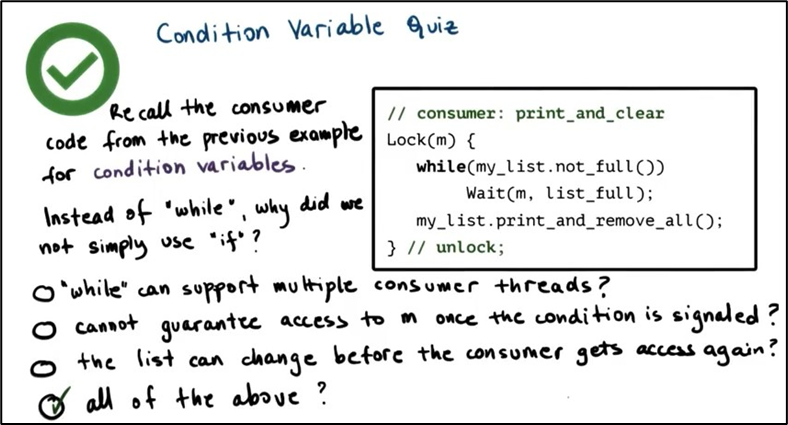 Condition Variable Quiz
Recall the consumer
code from the previous example
for condition variables.
Instead of "while", why did we
not simply use "if"?
// consumer: print_and_clear
Lock(m) {
while(my_list.not_full())
Wait(m, list_full);
my_list.print_and_remove_all();
} // unlock;
"while" can support multiple consumer threads?
cannot guarantee access to m once the condition is signaled?
the list can change before the consumer gets access again?
all of the above?